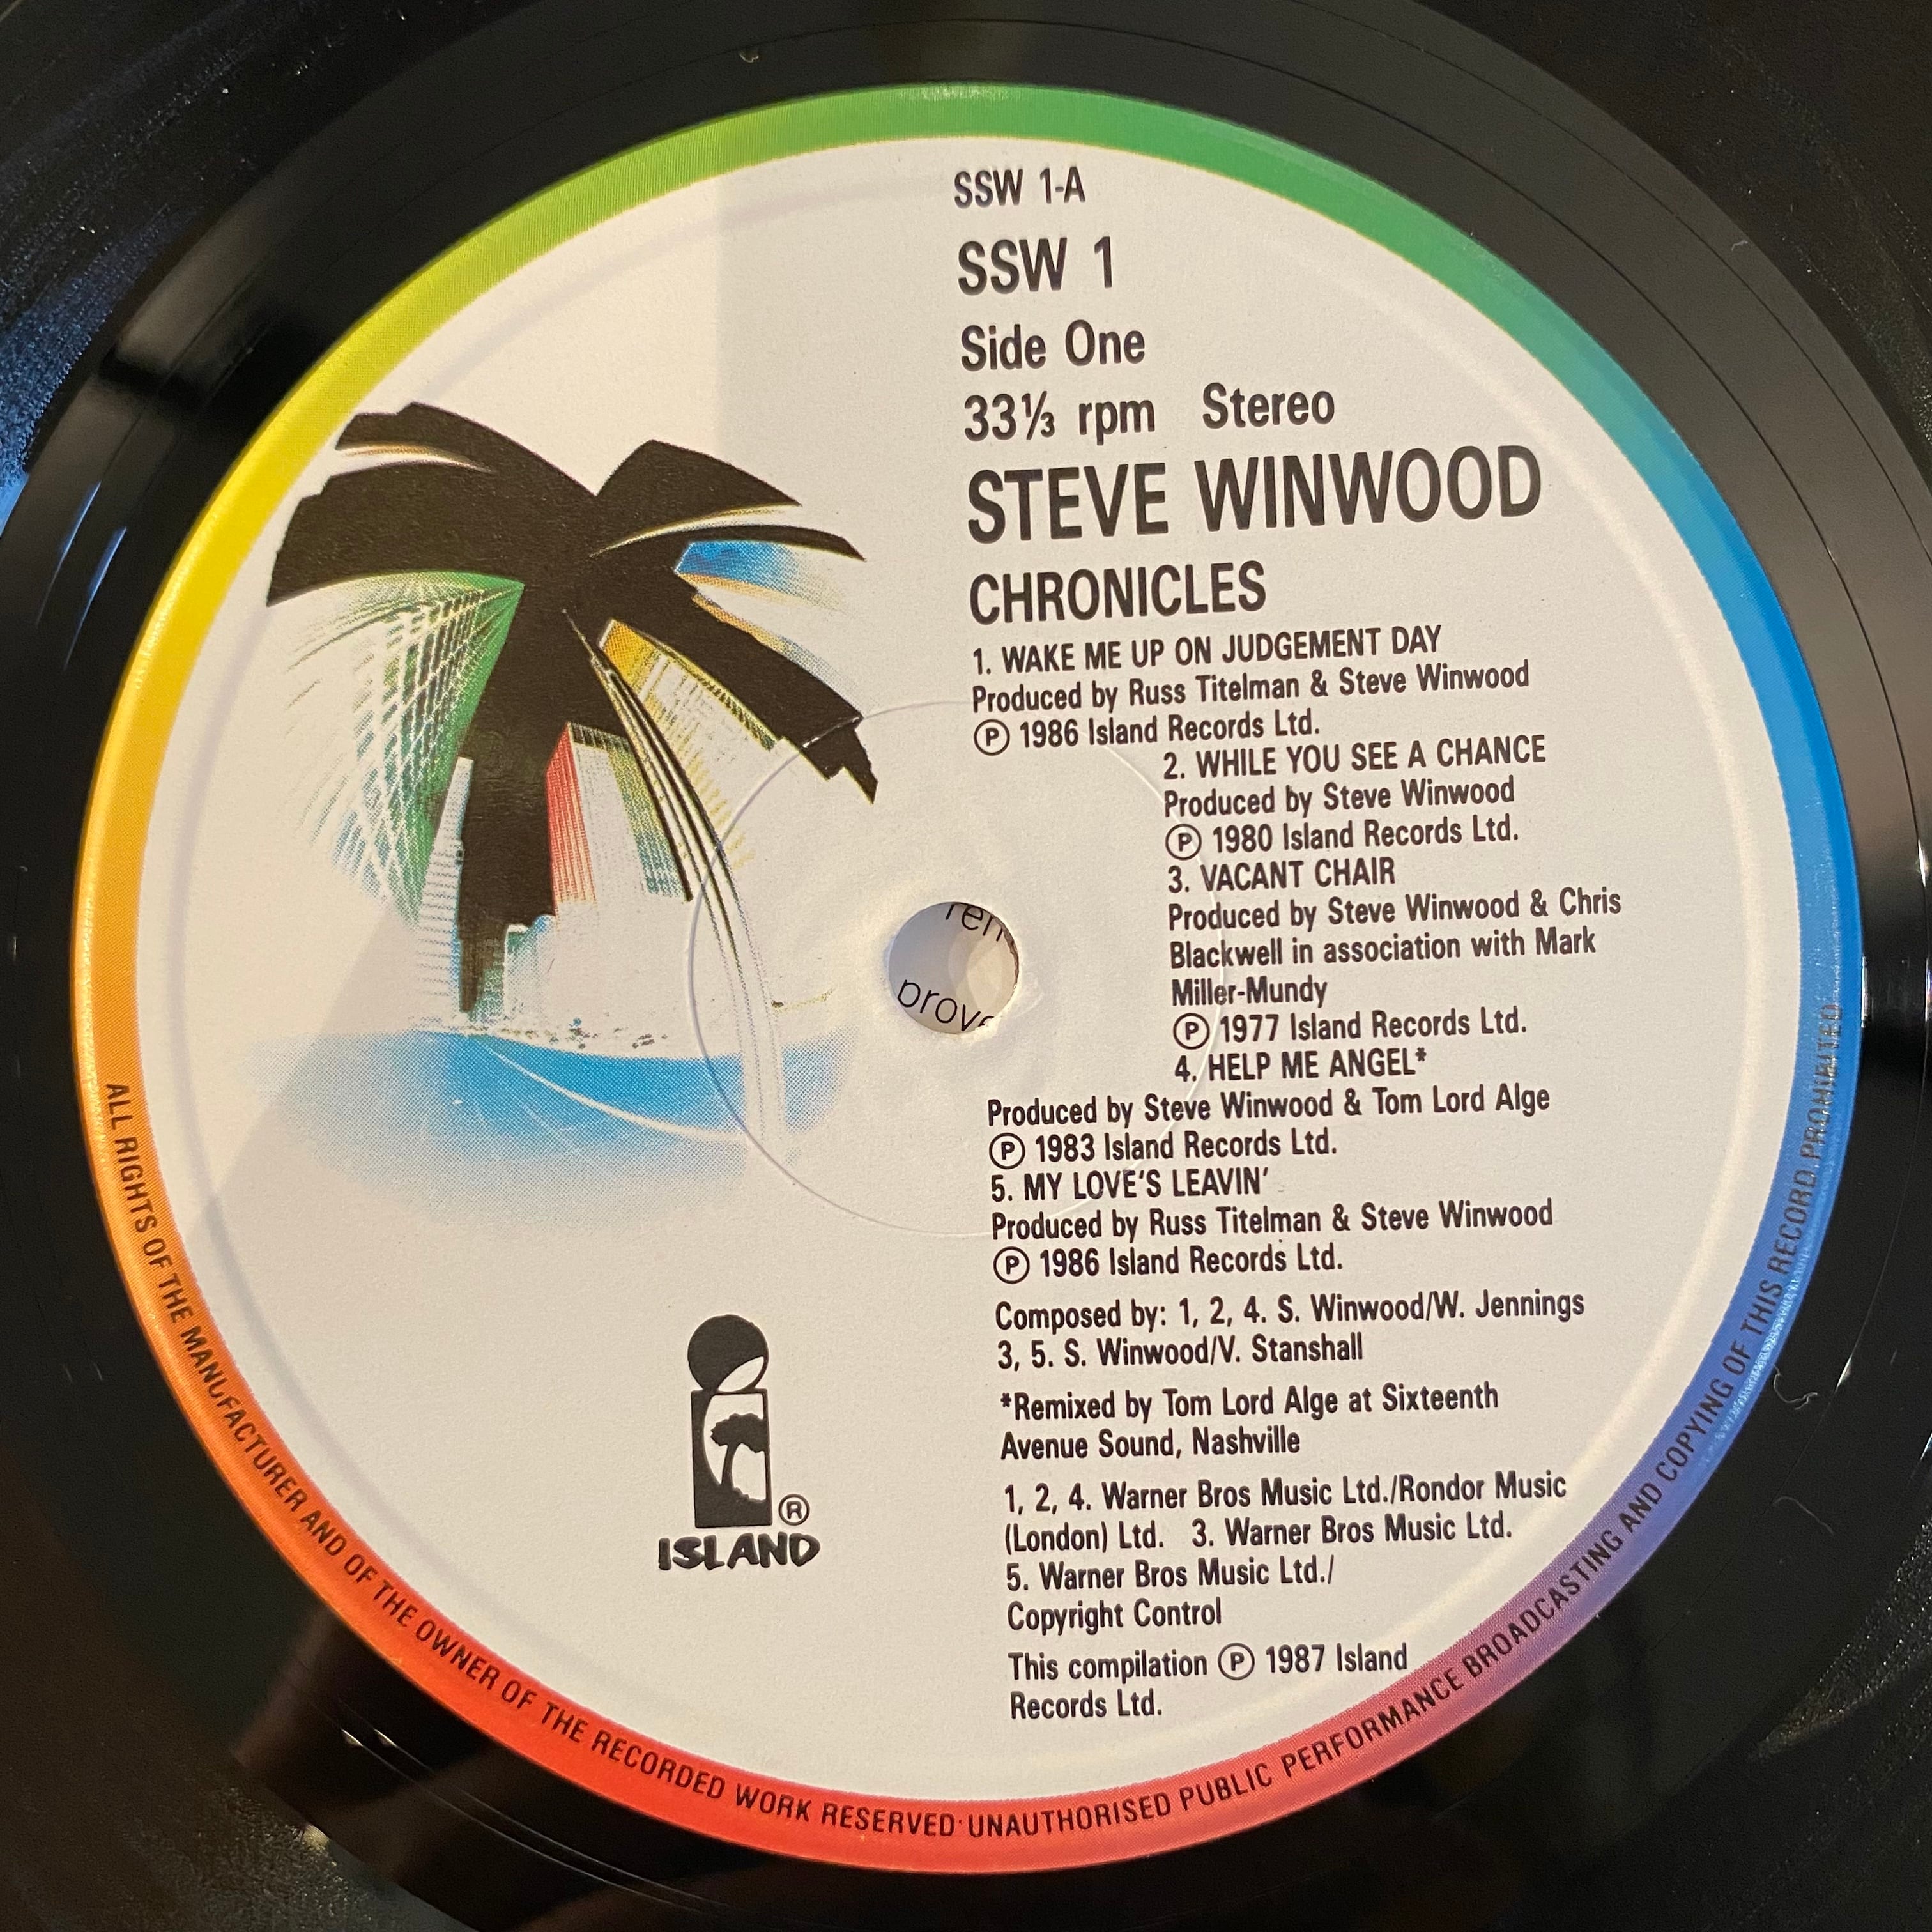 SSW 1-A
SSW 1
Side One
33⅓ rpm Stereo
STEVE WINWOOD
CHRONICLES
1. WAKE ME UP ON JUDGEMENT DAY
Produced by Russ Titelman & Steve Winwood
Ⓟ 1986 Island Records Ltd.
2. WHILE YOU SEE A CHANCE
Produced by Steve Winwood
Ⓟ 1980 Island Records Ltd.
3. VACANT CHAIR
Produced by Steve Winwood & Chris
Blackwell in association with Mark
Miller-Mundy
Ⓟ 1977 Island Records Ltd.
4. HELP ME ANGEL*
Produced by Steve Winwood & Tom Lord Alge
Ⓟ 1983 Island Records Ltd.
5. MY LOVE'S LEAVIN'
Produced by Russ Titelman & Steve Winwood
Ⓟ 1986 Island Records Ltd.
Composed by: 1, 2, 4. S. Winwood/W. Jennings
3, 5. S. Winwood/V. Stanshall
*Remixed by Tom Lord Alge at Sixteenth
Avenue Sound, Nashville
1, 2, 4. Warner Bros Music Ltd./Rondor Music
(London) Ltd. 3. Warner Bros Music Ltd.
5. Warner Bros Music Ltd./
Copyright Control
This compilation Ⓟ 1987 Island
Records Ltd.
®
ISLAND
ALL RIGHTS OF THE MANUFACTURER AND OF THE OWNER OF THE RECORDED WORK RESERVED·UNAUTHORISED PUBLIC PERFORMANCE BROADCASTING AND COPYING OF THIS RECORD PROHIBITED